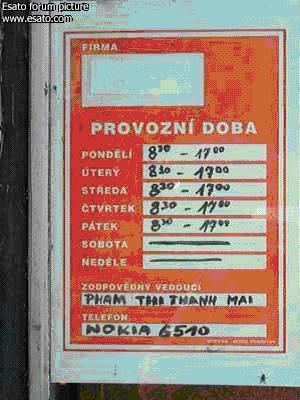 Esato forum picture
www.esato.com
FIRMA
PROVOZNÍ DOBA
PONDĚLÍ 8³⁰ - 17⁰⁰
ÚTERÝ 8³⁰ - 17⁰⁰
STŘEDA 8³⁰ - 17⁰⁰
ČTVRTEK 8³⁰ - 17⁰⁰
PÁTEK 8³⁰ - 17⁰⁰
SOBOTA
NEDĚLE
ZODPOVĚDNÝ VEDOUCÍ
PHAM THI THANH MAI
TELEFON
NOKIA 6510